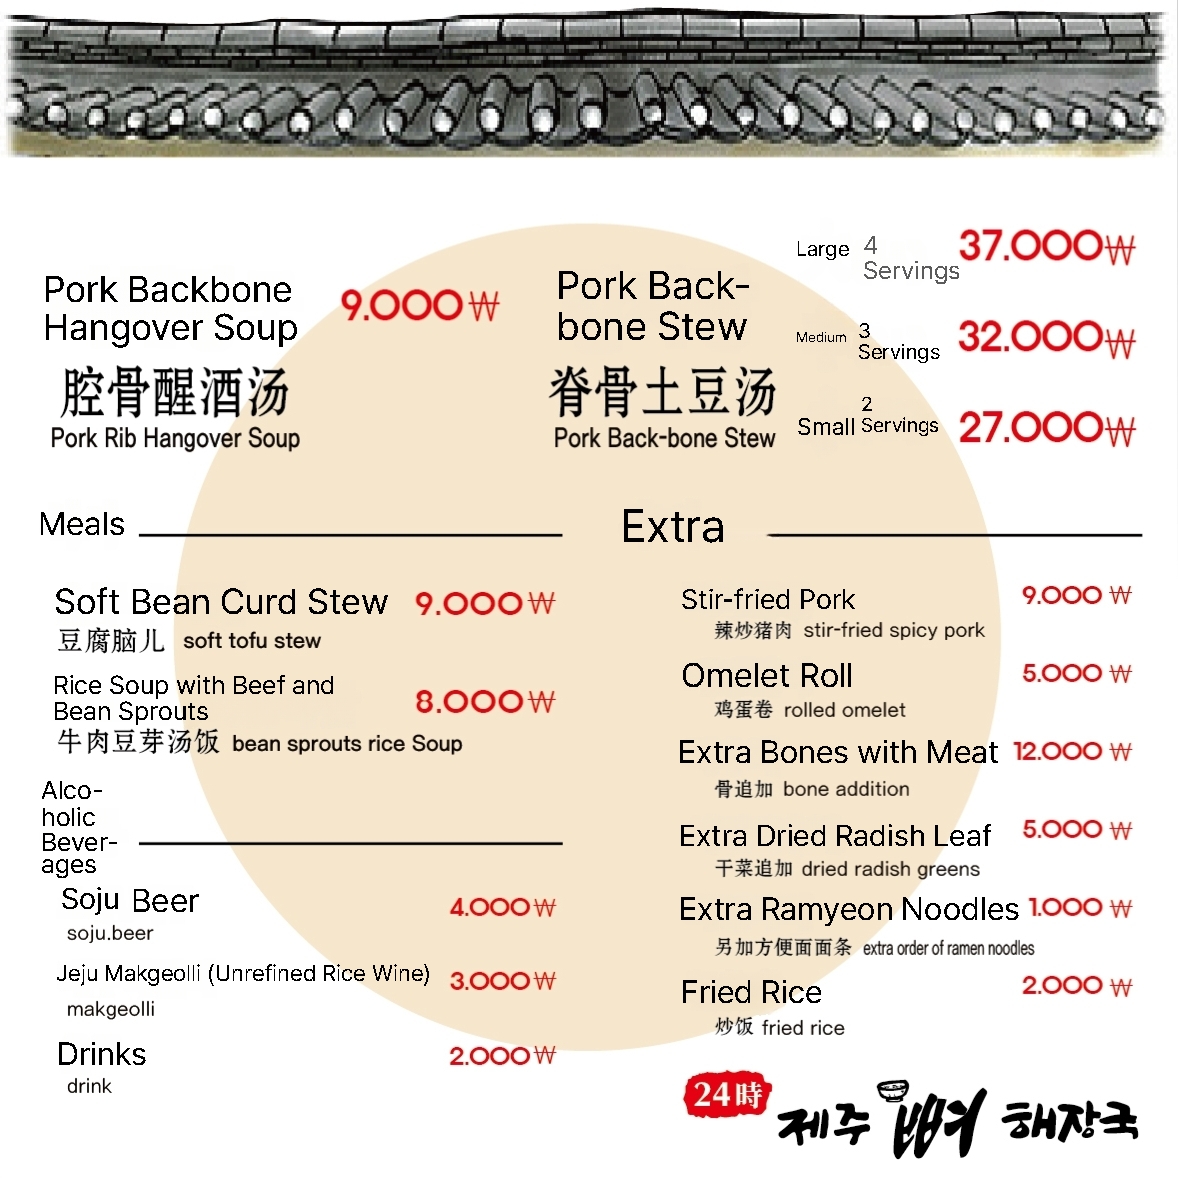 Pork Backbone
Hangover Soup
9.000₩
腔骨醒酒汤
Pork Rib Hangover Soup
Pork Back-
bone Stew
脊骨土豆汤
Pork Back-bone Stew
Large 4 Servings 37.000₩
Medium 3 Servings 32.000₩
Small 2 Servings 27.000₩
Meals
Soft Bean Curd Stew 9.000₩
豆腐脑儿 soft tofu stew
Rice Soup with Beef and
Bean Sprouts
8.000₩
牛肉豆芽汤饭 bean sprouts rice Soup
Alco-
holic
Bever-
ages
Soju Beer 4.000₩
soju.beer
Jeju Makgeolli (Unrefined Rice Wine) 3.000₩
makgeolli
Drinks 2.000₩
drink
Extra
Stir-fried Pork 9.000₩
辣炒猪肉 stir-fried spicy pork
Omelet Roll 5.000₩
鸡蛋卷 rolled omelet
Extra Bones with Meat 12.000₩
骨追加 bone addition
Extra Dried Radish Leaf 5.000₩
干菜追加 dried radish greens
Extra Ramyeon Noodles 1.000₩
另加方便面面条 extra order of ramen noodles
Fried Rice 2.000₩
炒饭 fried rice
24時 제주 뼈 해장국